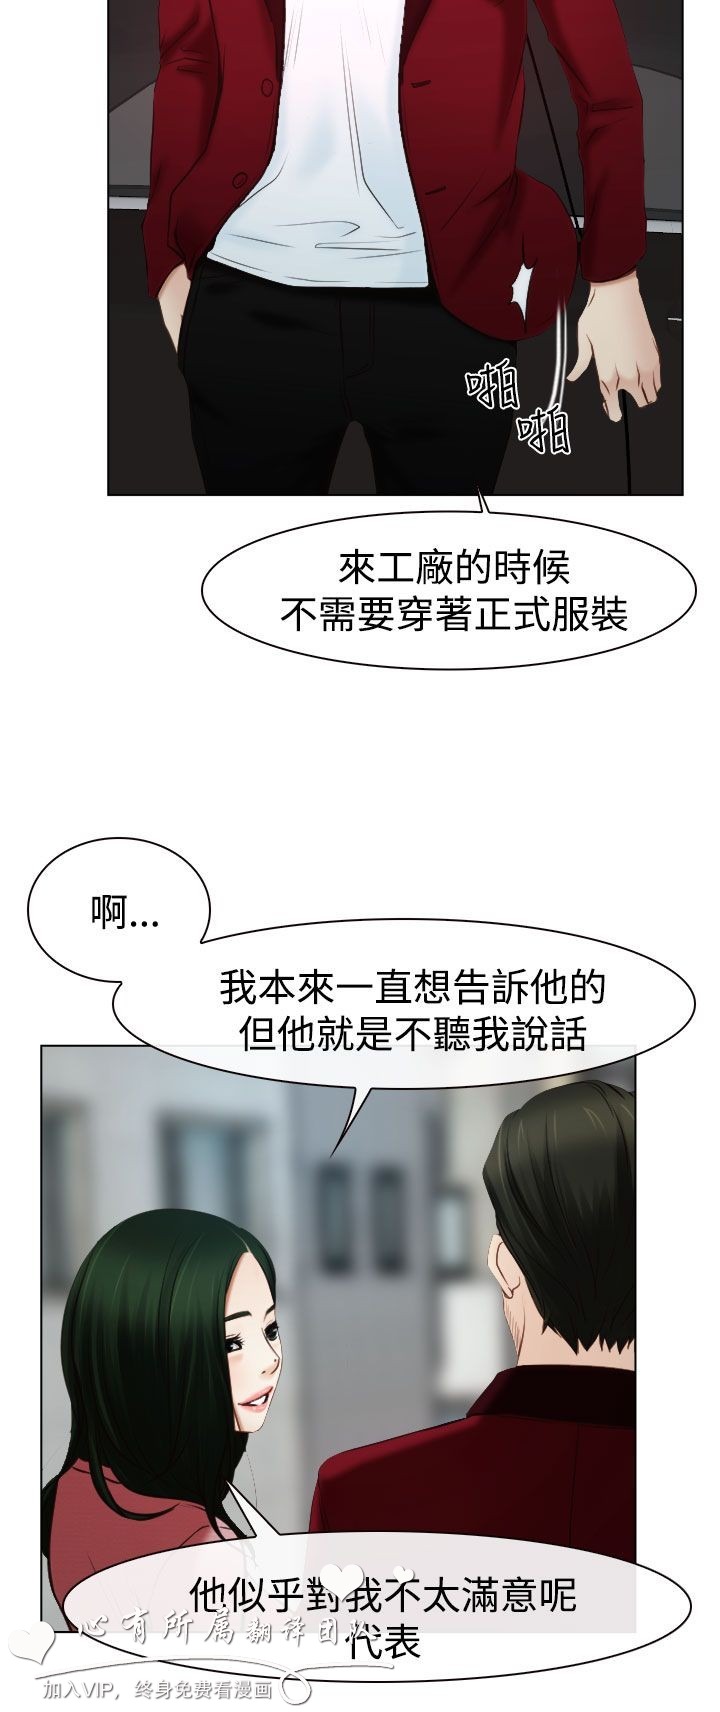 啪
啪
來工廠的時候
不需要穿著正式服裝
啊...
我本來一直想告訴他的
但他就是不聽我說話
他似乎對我不太滿意呢
代表
心有所属翻译团队
加入VIP，终身免费看漫画